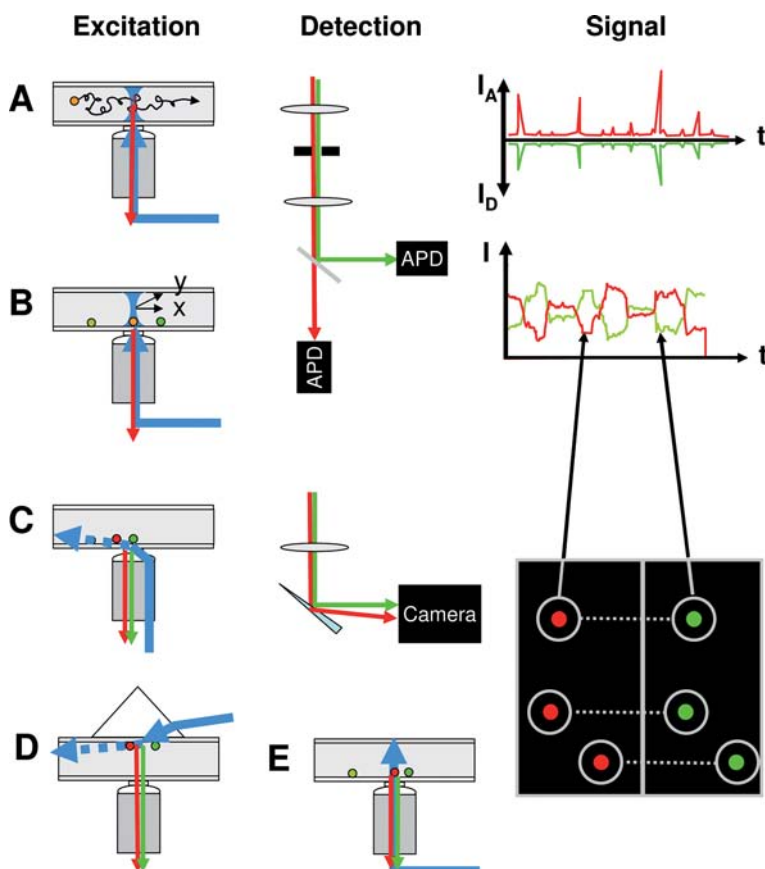 Excitation Detection Signal
A
I_A
t
I_D
APD
APD
B
y
x
I
t
C
Camera
D
E